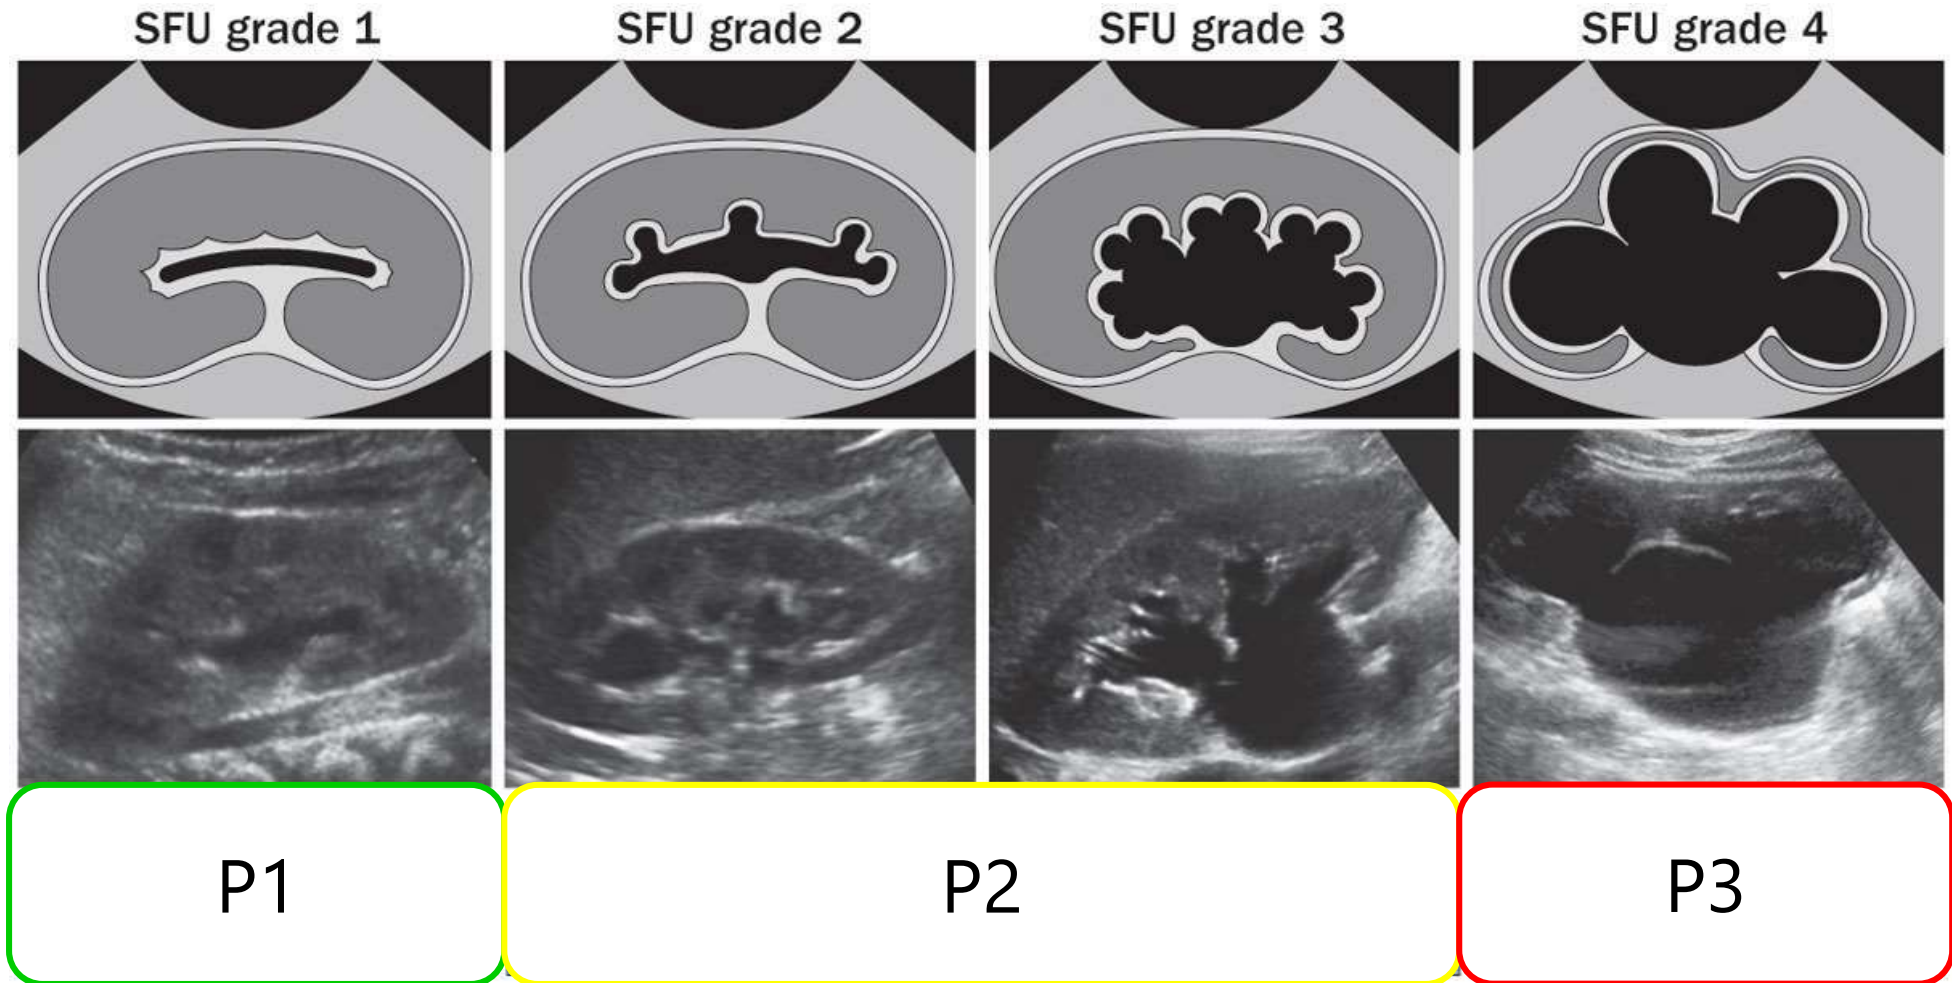 SFU grade 1
SFU grade 2
SFU grade 3
SFU grade 4
P1
P2
P3